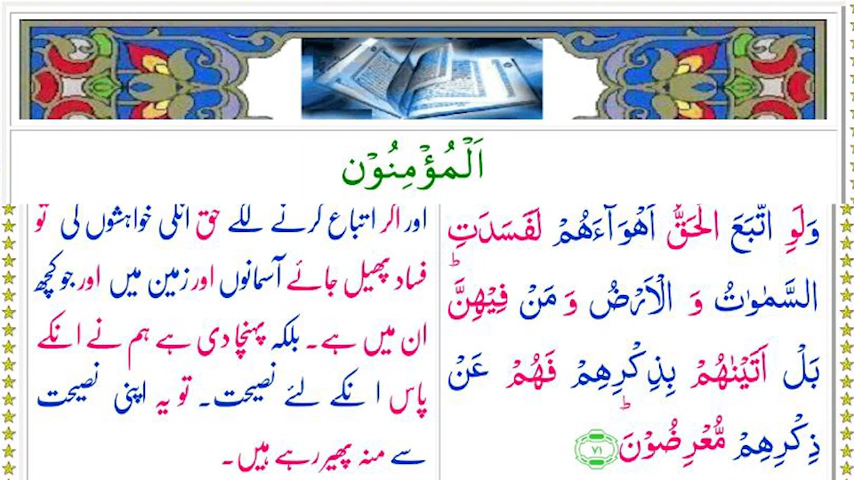 اَلْمُؤْمِنُوْن
وَلَوِ اتَّبَعَ الْحَقُّ اَهْوَآءَهُمْ لَفَسَدَتِ
السَّمٰوٰتُ وَ الْاَرْضُ وَ مَنْ فِيْهِنَّ ؕ
بَلْ اَتَيْنٰهُمْ بِذِكْرِهِمْ فَهُمْ عَنْ
ذِكْرِهِمْ مُّعْرِضُوْنَ ؕ ﴿۷۱﴾
اور اگر اتباع کرنے لگے حق انکی خواہشوں کی تو
فساد پھیل جائے آسمانوں اور زمین میں اور جو کچھ
ان میں ہے۔ بلکہ پہنچا دی ہے ہم نے انکے
پاس انکے لئے نصیحت۔ تو یہ اپنی نصیحت
سے منہ پھیر رہے ہیں۔